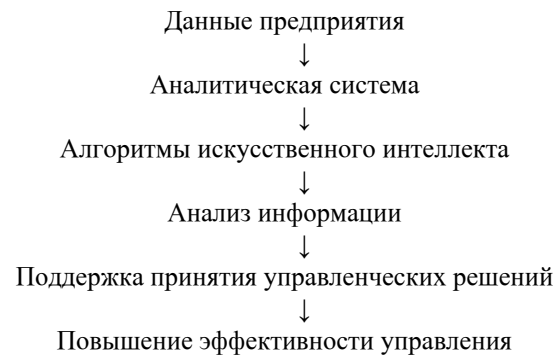 Данные предприятия
↓
Аналитическая система
↓
Алгоритмы искусственного интеллекта
↓
Анализ информации
↓
Поддержка принятия управленческих решений
↓
Повышение эффективности управления